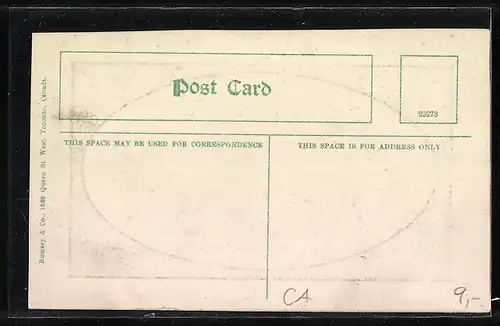 Post Card
25273
THIS SPACE MAY BE USED FOR CORRESPONDENCE
THIS SPACE IS FOR ADDRESS ONLY
Rumsey & Co., 1528 Queen St. West, Toronto, Canada.
CA
9,-